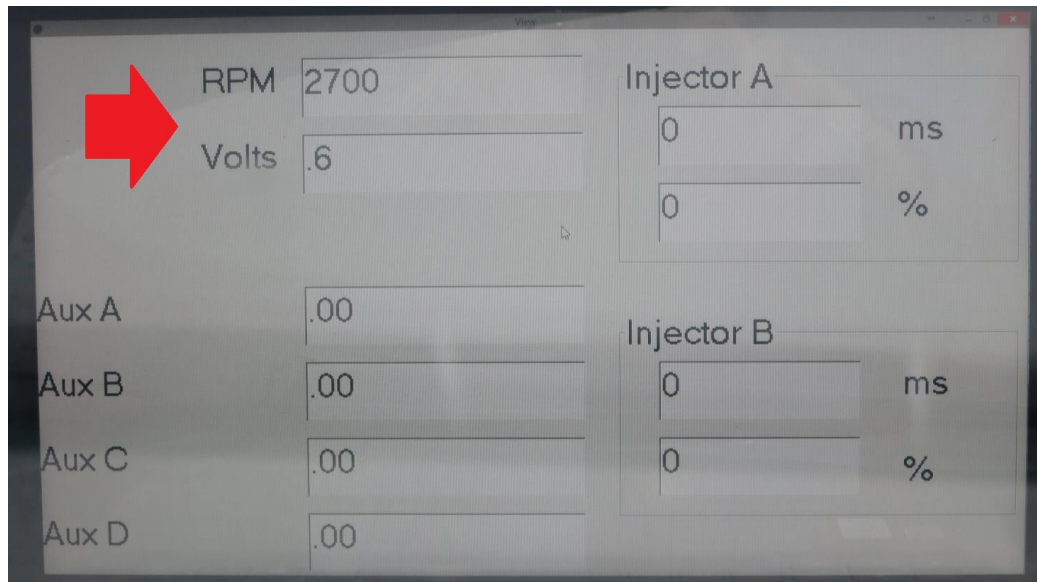 View
RPM 2700
Volts .6
Injector A
0 ms
0 %
Aux A .00
Aux B .00
Aux C .00
Aux D .00
Injector B
0 ms
0 %